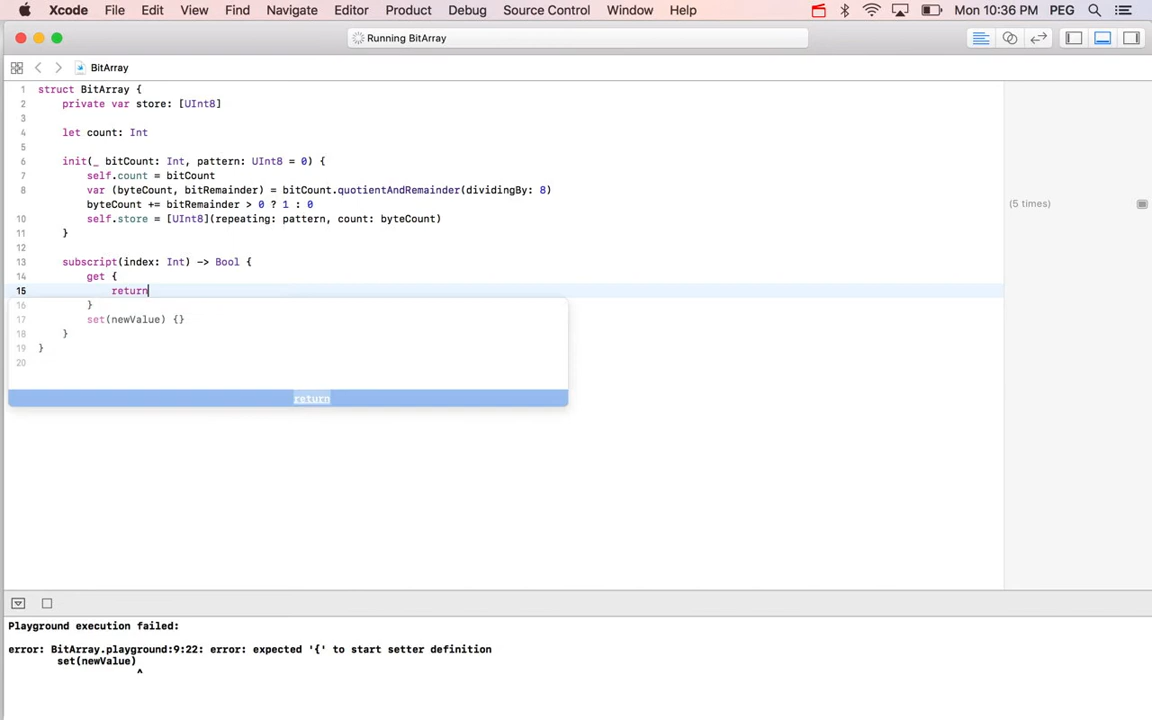 Xcode File Edit View Find Navigate Editor Product Debug Source Control Window Help Mon 10:36 PM PEG
Running BitArray
BitArray
1 struct BitArray {
2 private var store: [UInt8]
3
4 let count: Int
5
6 init(_ bitCount: Int, pattern: UInt8 = 0) {
7 self.count = bitCount
8 var (byteCount, bitRemainder) = bitCount.quotientAndRemainder(dividingBy: 8)
byteCount += bitRemainder > 0 ? 1 : 0 (5 times)
10 self.store = [UInt8](repeating: pattern, count: byteCount)
11 }
12
13 subscript(index: Int) -> Bool {
14 get {
15 return
16 }
17 set(newValue) {}
18 }
19 }
20
return
Playground execution failed:
error: BitArray.playground:9:22: error: expected '{' to start setter definition
set(newValue)
^